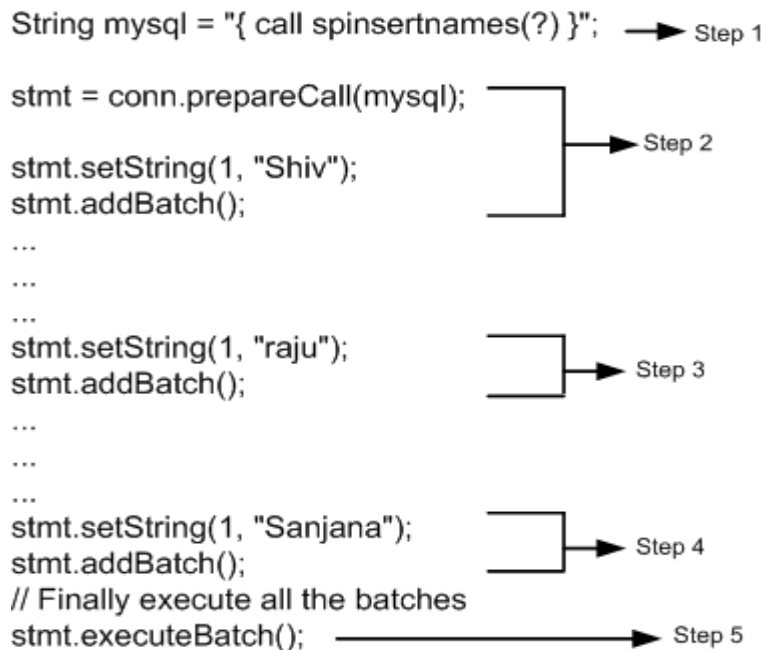 String mysql = "{ call spinsertnames(?) }"; Step 1
stmt = conn.prepareCall(mysql);
Step 2
stmt.setString(1, "Shiv");
stmt.addBatch();
...
...
...
stmt.setString(1, "raju");
Step 3
stmt.addBatch();
...
...
...
stmt.setString(1, "Sanjana");
Step 4
stmt.addBatch();
// Finally execute all the batches
stmt.executeBatch(); Step 5